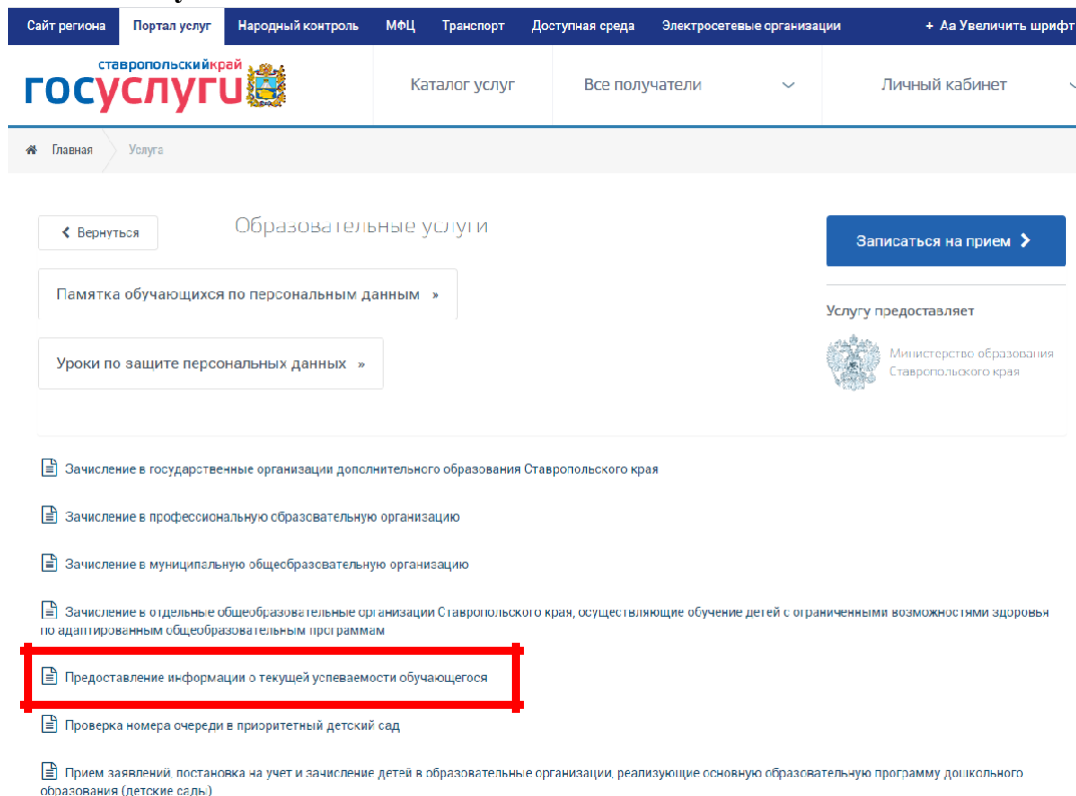 Сайт региона Портал услуг Народный контроль МФЦ Транспорт Доступная среда Электросетевые организации + Аа Увеличить шрифт
ставропольскийкрай
госуслуги
Каталог услуг Все получатели Личный кабинет
Главная Услуга
Вернуться
Образовательные услуги
Записаться на прием
Памятка обучающихся по персональным данным »
Услугу предоставляет
Уроки по защите персональных данных »
Министерство образования
Ставропольского края
Зачисление в государственные организации дополнительного образования Ставропольского края
Зачисление в профессиональную образовательную организацию
Зачисление в муниципальную общеобразовательную организацию
Зачисление в отдельные общеобразовательные организации Ставропольского края, осуществляющие обучение детей с ограниченными возможностями здоровья
по адаптированным общеобразовательным программам
Предоставление информации о текущей успеваемости обучающегося
Проверка номера очереди в приоритетный детский сад
Прием заявлений, постановка на учет и зачисление детей в образовательные организации, реализующие основную образовательную программу дошкольного
образования (детские сады)